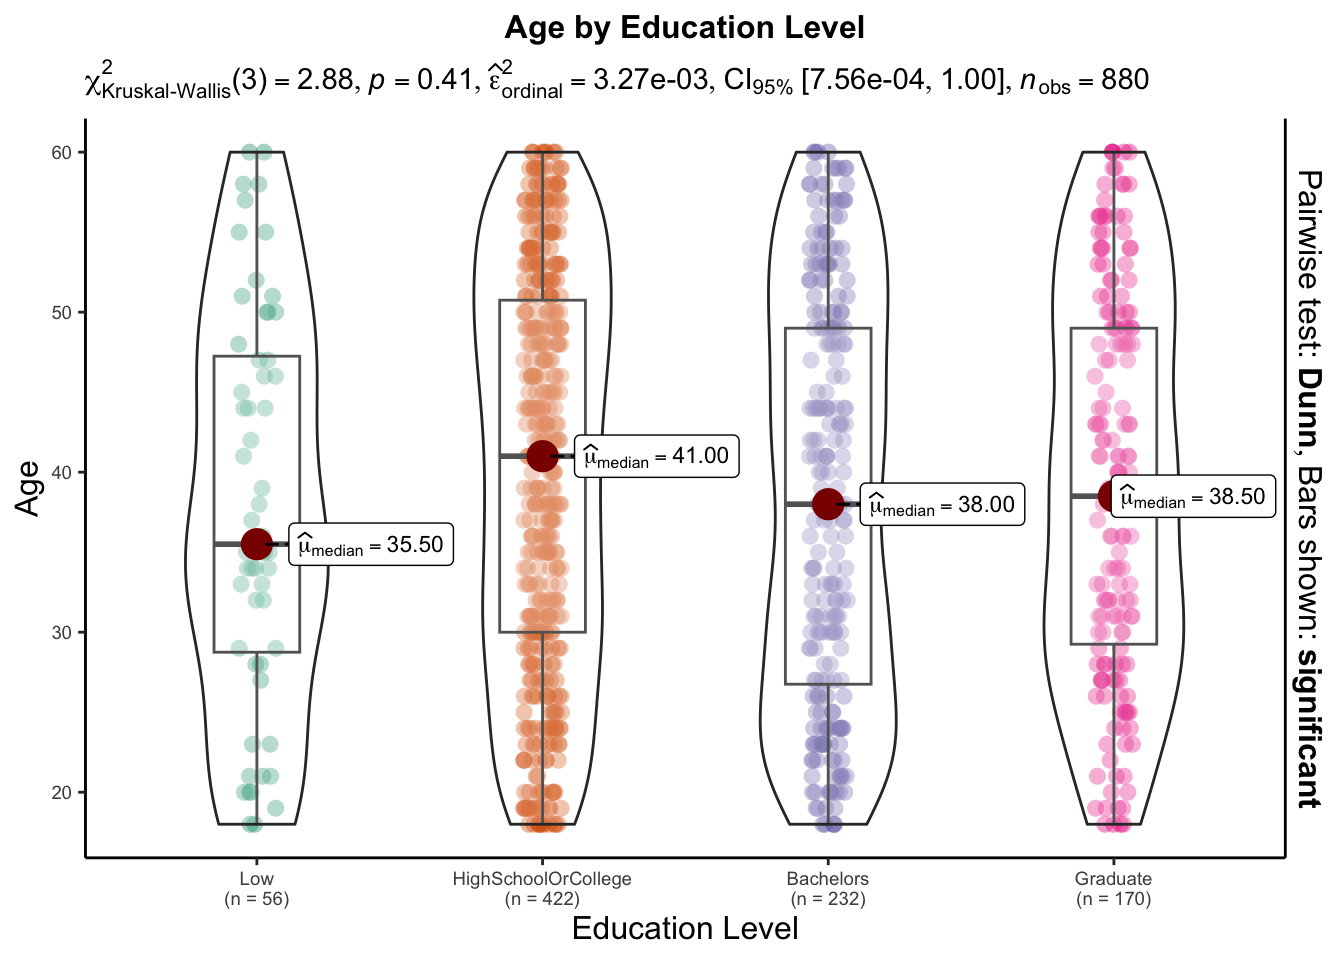 Age by Education Level
χ²Kruskal-Wallis(3) = 2.88, p = 0.41, ε̂²ordinal = 3.27e-03, CI95% [7.56e-04, 1.00], nobs = 880
Age
60
50
40
30
20
μ̂median = 35.50
μ̂median = 41.00
μ̂median = 38.00
μ̂median = 38.50
Low
(n = 56)
HighSchoolOrCollege
(n = 422)
Bachelors
(n = 232)
Graduate
(n = 170)
Education Level
Pairwise test: Dunn, Bars shown: significant